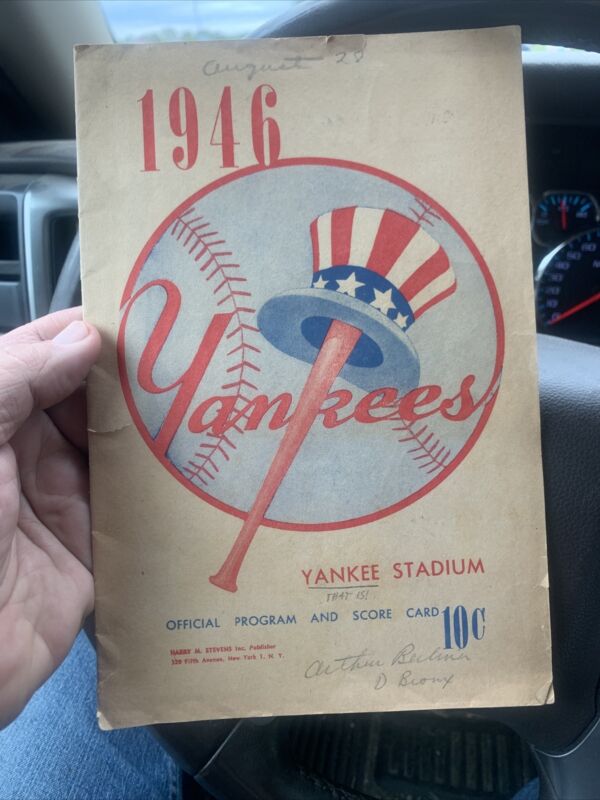 August 28
1946
Yankees
YANKEE STADIUM
THAT IS!
OFFICIAL PROGRAM AND SCORE CARD 10¢
HARRY M. STEVENS Inc. Publisher
320 Fifth Avenue, New York 1, N. Y.
Arthur
D Bronx